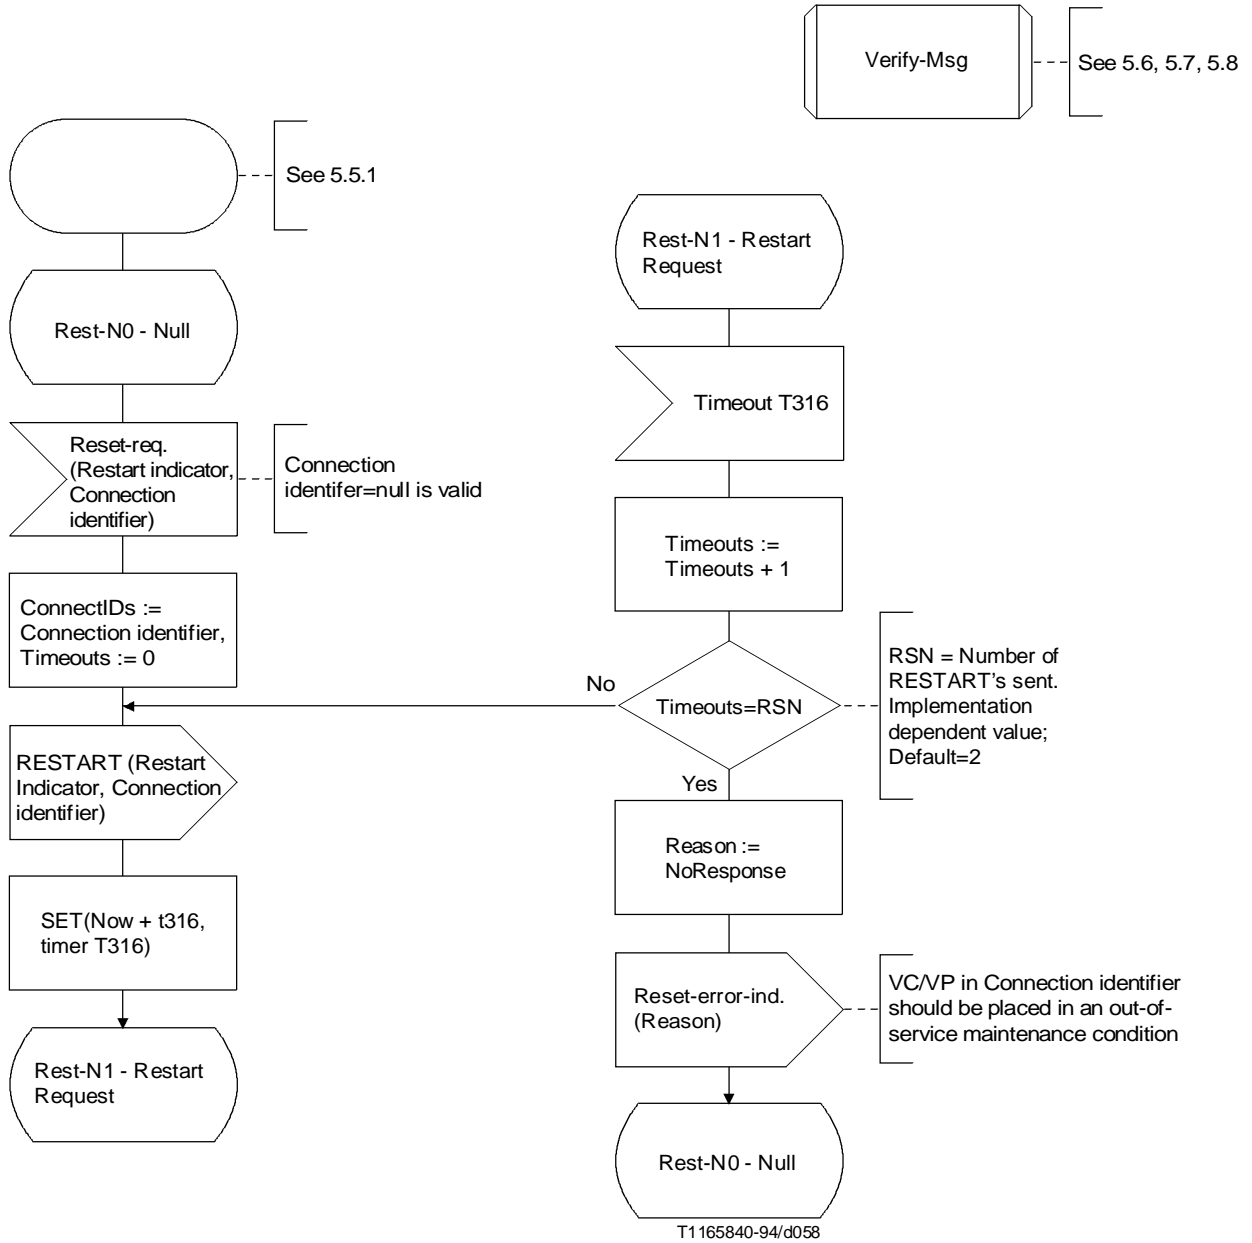 Verify-Msg
See 5.6, 5.7, 5.8
See 5.5.1
Rest-N0 - Null
Reset-req.
(Restart indicator,
Connection
identifier)
Connection
identifer=null is valid
ConnectIDs :=
Connection identifier,
Timeouts := 0
RESTART (Restart
Indicator, Connection
identifier)
SET(Now + t316,
timer T316)
Rest-N1 - Restart
Request
Rest-N1 - Restart
Request
Timeout T316
Timeouts :=
Timeouts + 1
No
Timeouts=RSN
RSN = Number of
RESTART's sent.
Implementation
dependent value;
Default=2
Yes
Reason :=
NoResponse
Reset-error-ind.
(Reason)
VC/VP in Connection identifier
should be placed in an out-of-
service maintenance condition
Rest-N0 - Null
T1165840-94/d058